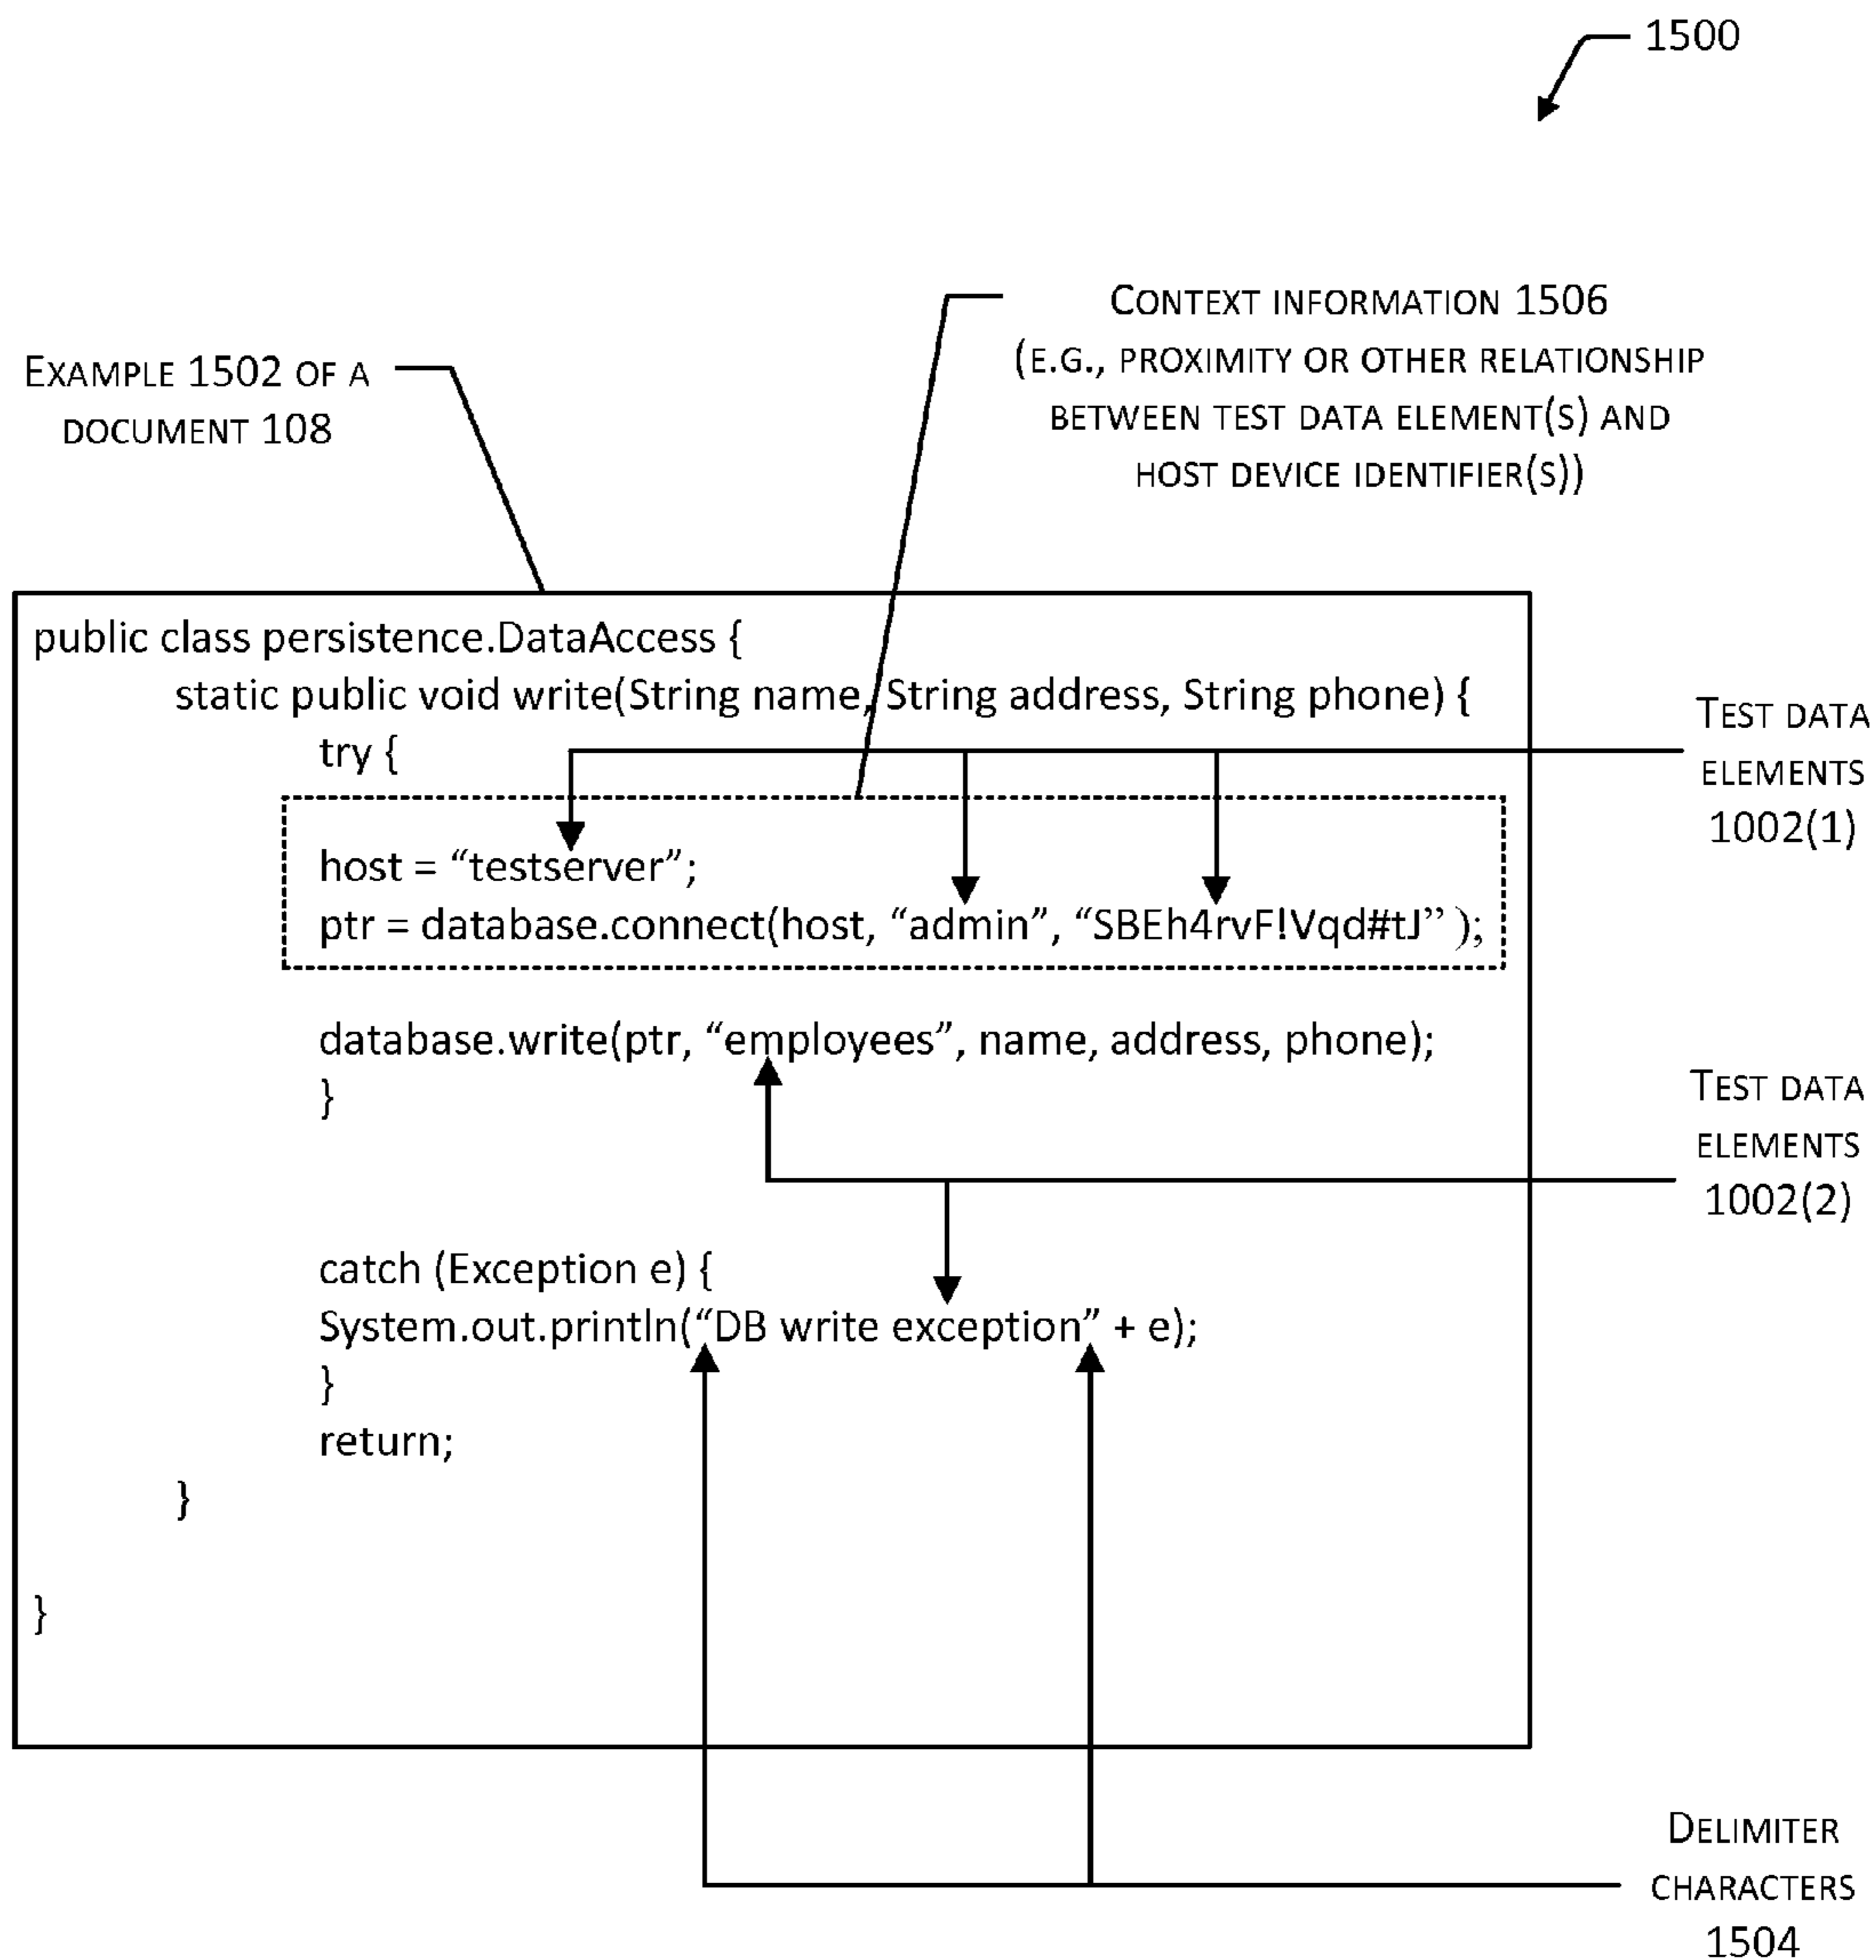 1500
CONTEXT INFORMATION 1506
(E.G., PROXIMITY OR OTHER RELATIONSHIP
BETWEEN TEST DATA ELEMENT(S) AND
HOST DEVICE IDENTIFIER(S))
EXAMPLE 1502 OF A
DOCUMENT 108
public class persistence.DataAccess {
static public void write(String name, String address, String phone) {
try {
host = “testserver”;
ptr = database.connect(host, “admin”, “SBEh4rvF!Vqd#tJ” );
database.write(ptr, “employees”, name, address, phone);
}
catch (Exception e) {
System.out.println(“DB write exception” + e);
}
return;
}
}
TEST DATA
ELEMENTS
1002(1)
TEST DATA
ELEMENTS
1002(2)
DELIMITER
CHARACTERS
1504